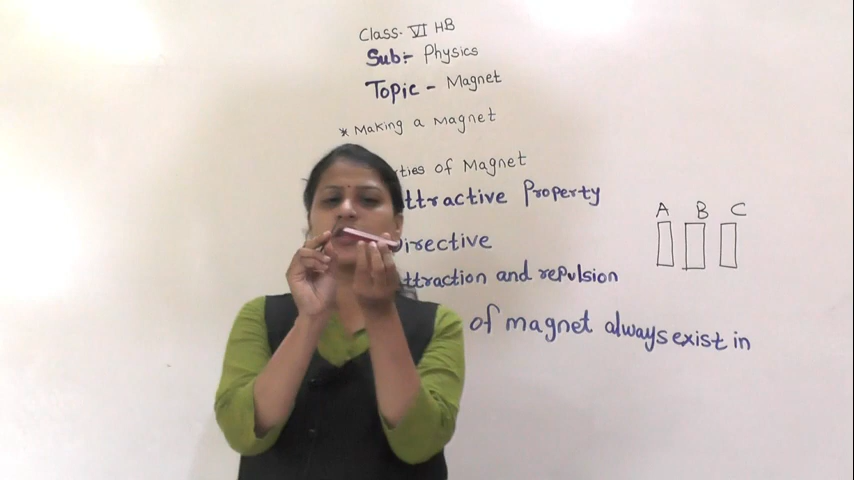 Class- VI HB
Sub:- Physics
Topic - Magnet
* Making a Magnet
ties of Magnet
ttractive Property
irective
ttraction and repulsion
of magnet always exist in
A B C